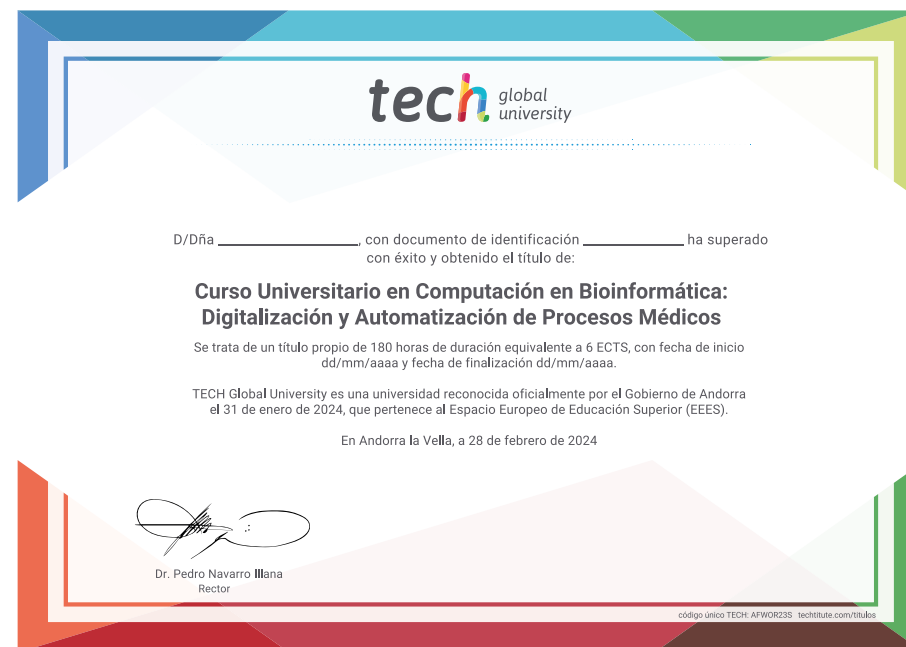 tech global university
D/Dña ____________________, con documento de identificación ______________ ha superado
con éxito y obtenido el título de:
Curso Universitario en Computación en Bioinformática:
Digitalización y Automatización de Procesos Médicos
Se trata de un título propio de 180 horas de duración equivalente a 6 ECTS, con fecha de inicio
dd/mm/aaaa y fecha de finalización dd/mm/aaaa.
TECH Global University es una universidad reconocida oficialmente por el Gobierno de Andorra
el 31 de enero de 2024, que pertenece al Espacio Europeo de Educación Superior (EEES).
En Andorra la Vella, a 28 de febrero de 2024
Dr. Pedro Navarro Illana
Rector
código único TECH: AFWOR23S techtitute.com/titulos